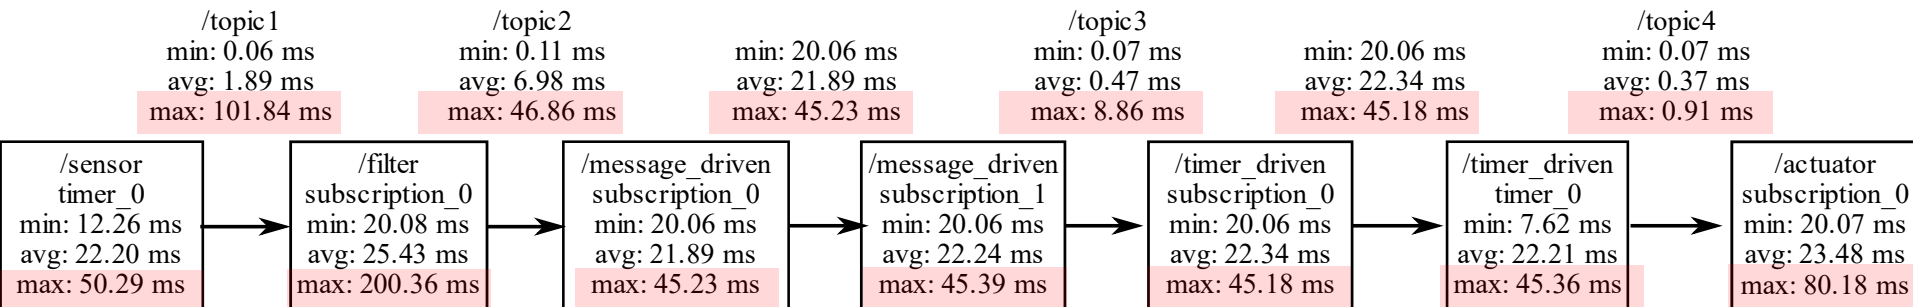 /topic1
min: 0.06 ms
avg: 1.89 ms
max: 101.84 ms
/topic2
min: 0.11 ms
avg: 6.98 ms
max: 46.86 ms
min: 20.06 ms
avg: 21.89 ms
max: 45.23 ms
/topic3
min: 0.07 ms
avg: 0.47 ms
max: 8.86 ms
min: 20.06 ms
avg: 22.34 ms
max: 45.18 ms
/topic4
min: 0.07 ms
avg: 0.37 ms
max: 0.91 ms
/sensor
timer_0
min: 12.26 ms
avg: 22.20 ms
max: 50.29 ms
/filter
subscription_0
min: 20.08 ms
avg: 25.43 ms
max: 200.36 ms
/message_driven
subscription_0
min: 20.06 ms
avg: 21.89 ms
max: 45.23 ms
/message_driven
subscription_1
min: 20.06 ms
avg: 22.24 ms
max: 45.39 ms
/timer_driven
subscription_0
min: 20.06 ms
avg: 22.34 ms
max: 45.18 ms
/timer_driven
timer_0
min: 7.62 ms
avg: 22.21 ms
max: 45.36 ms
/actuator
subscription_0
min: 20.07 ms
avg: 23.48 ms
max: 80.18 ms